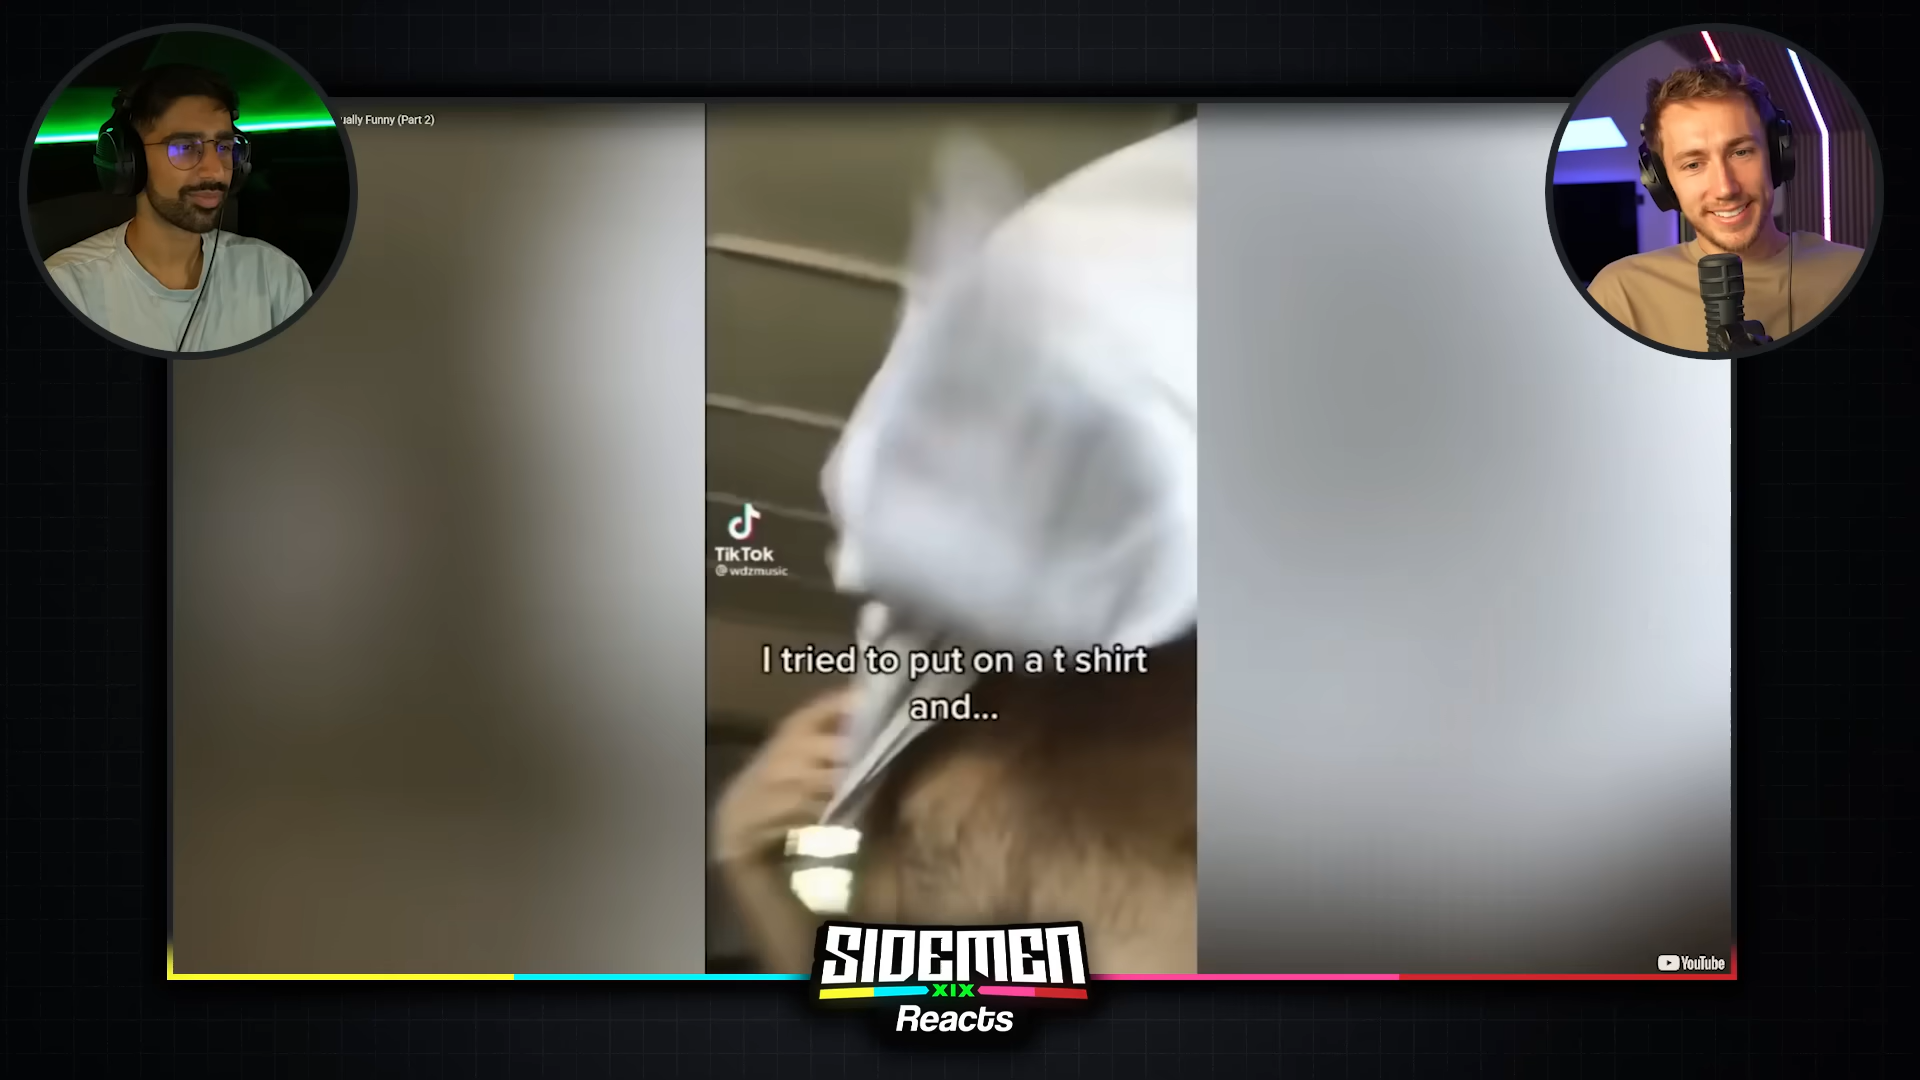 ually Funny (Part 2)
TikTok
@wdzmusic
I tried to put on a t shirt
and...
SIDEMEN
XIX
Reacts
YouTube